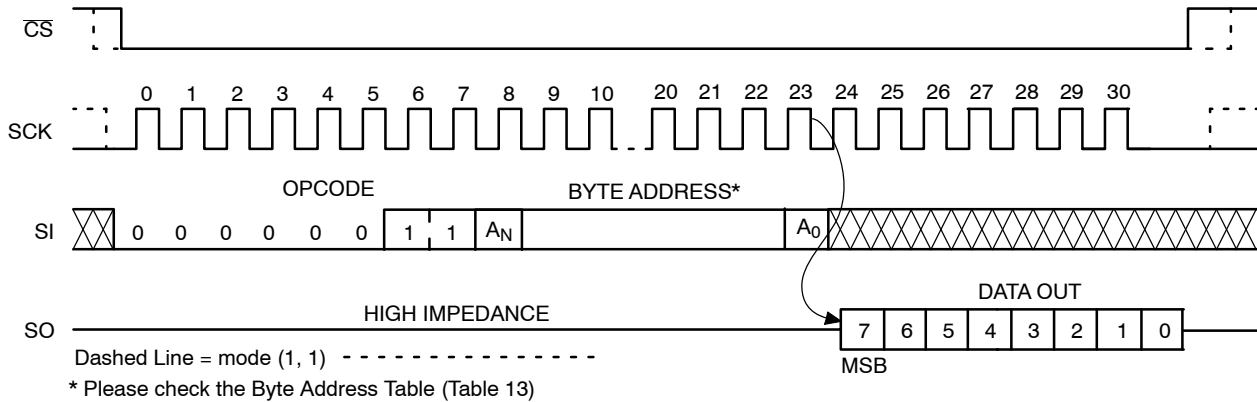 CS
0 1 2 3 4 5 6 7 8 9 10 20 21 22 23 24 25 26 27 28 29 30
SCK
OPCODE BYTE ADDRESS*
SI 0 0 0 0 0 0 1 1 AN A0
HIGH IMPEDANCE DATA OUT
SO 7 6 5 4 3 2 1 0
Dashed Line = mode (1, 1) MSB
* Please check the Byte Address Table (Table 13)